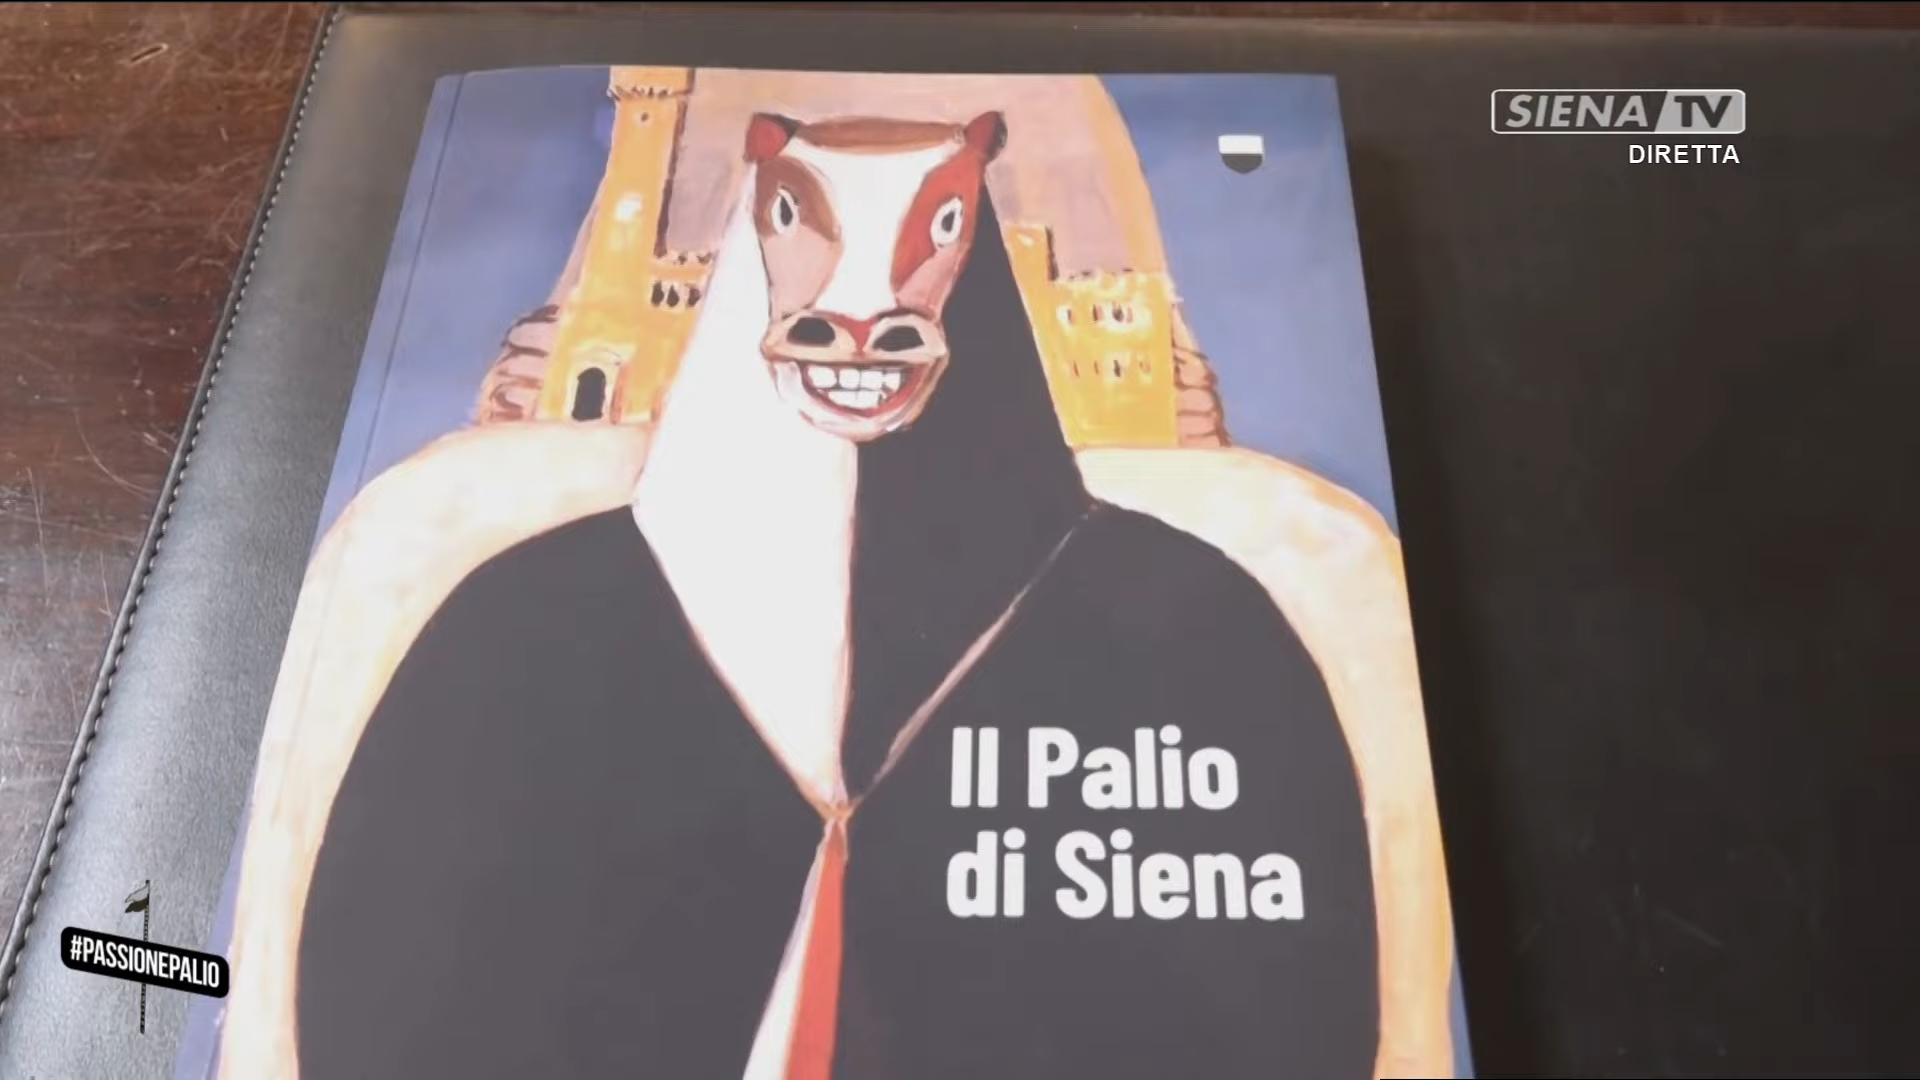 SIENA TV
DIRETTA
Il Palio
di Siena
#PASSIONEPALIO